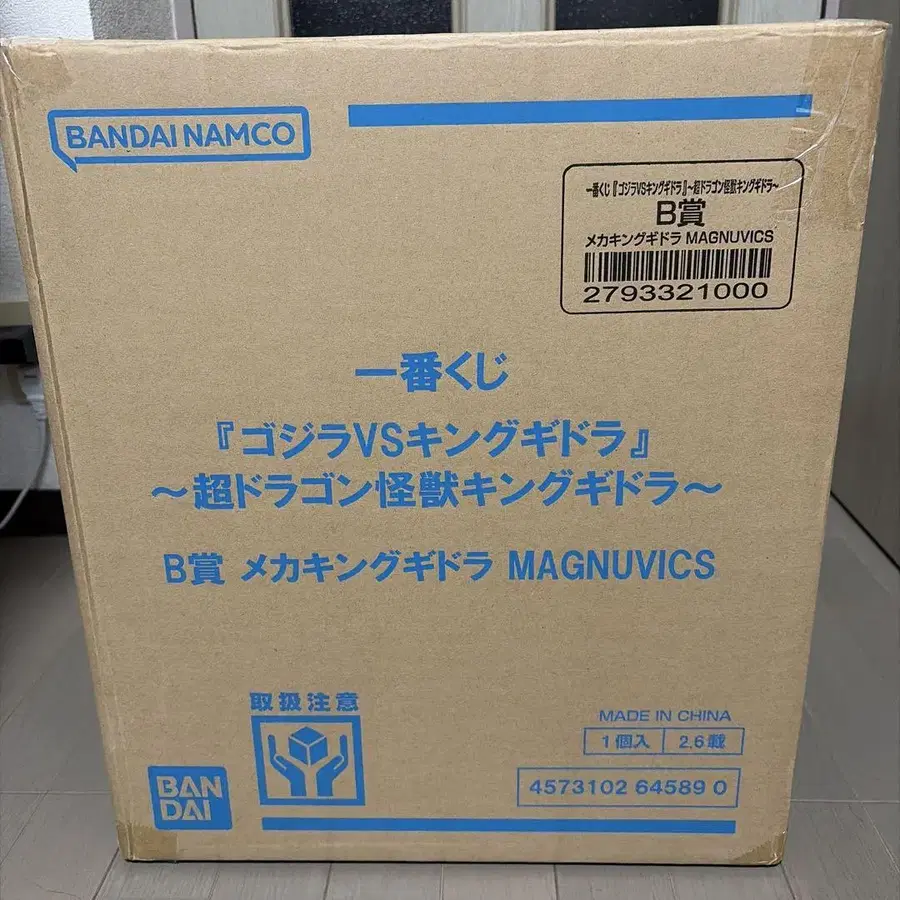 BANDAI NAMCO
一番くじ『ゴジラVSキングギドラ』~超ドラゴン怪獣キングギドラ~
B賞
メカキングギドラ MAGNUVICS
2793321000
一番くじ
『ゴジラVSキングギドラ』
~超ドラゴン怪獣キングギドラ~
B賞 メカキングギドラ MAGNUVICS
取扱注意
MADE IN CHINA
1個入 2.6載
4573102 64589 0
BAN
DAI